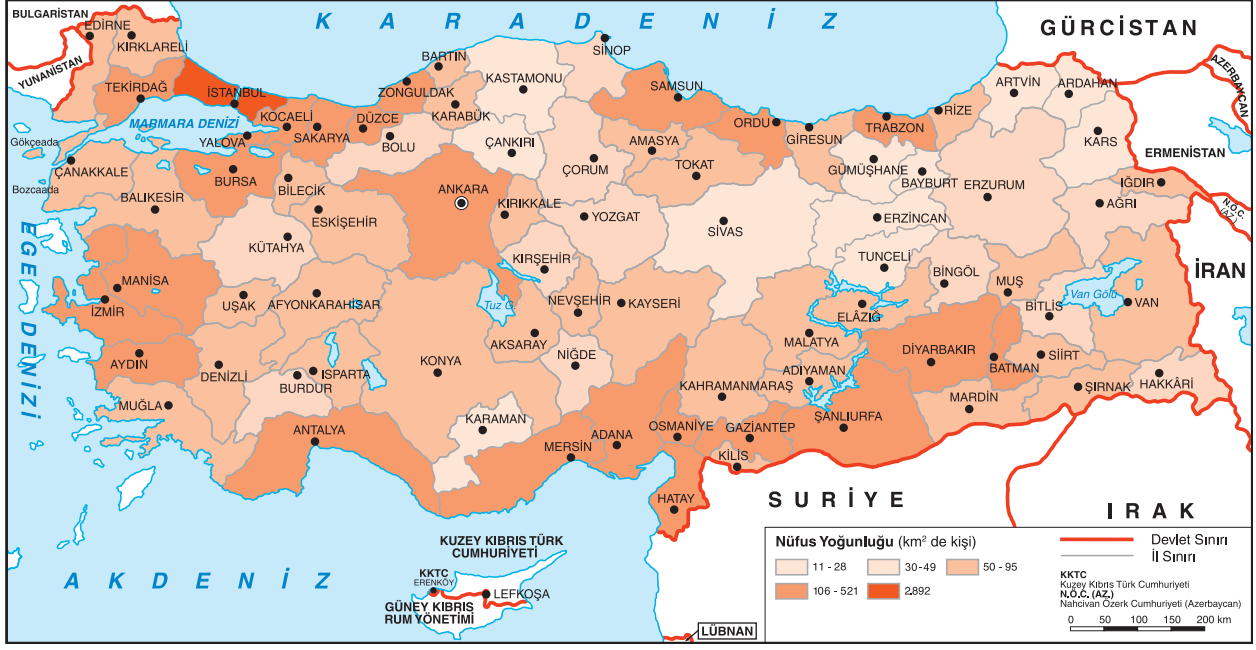 BULGARİSTAN
K A R A D E N İ Z
GÜRCİSTAN
EDİRNE
KIRKLARELİ
YUNANİSTAN
TEKİRDAĞ
İSTANBUL
MARMARA DENİZİ
KOCAELİ
YALOVA
SAKARYA
DÜZCE
ZONGULDAK
BARTIN
KARABÜK
BOLU
KASTAMONU
SİNOP
ÇANKIRI
ÇORUM
SAMSUN
AMASYA
TOKAT
ORDU
GİRESUN
TRABZON
RİZE
ARTVİN
ARDAHAN
AZERBAYCAN
KARS
ERMENİSTAN
GÜMÜŞHANE
BAYBURT
ERZURUM
IĞDIR
AĞRI
N.Ö.C.
(AZ.)
Gökçeada
ÇANAKKALE
Bozcaada
BALIKESİR
BURSA
BİLECİK
ESKİŞEHİR
ANKARA
KIRIKKALE
YOZGAT
SİVAS
ERZİNCAN
TUNCELİ
BİNGÖL
MUŞ
BİTLİS
Van Gölü
VAN
İRAN
EGE DENİZİ
KÜTAHYA
MANİSA
İZMİR
UŞAK
AFYONKARAHİSAR
Tuz G.
KIRŞEHİR
NEVŞEHİR
KAYSERİ
AKSARAY
NİĞDE
ELÂZIĞ
MALATYA
DİYARBAKIR
BATMAN
SİİRT
ŞIRNAK
HAKKÂRİ
MARDİN
AYDIN
DENİZLİ
BURDUR
ISPARTA
KONYA
MUĞLA
ANTALYA
KARAMAN
MERSİN
ADANA
OSMANİYE
KAHRAMANMARAŞ
ADIYAMAN
GAZİANTEP
ŞANLIURFA
KİLİS
HATAY
SURİYE
IRAK
A K D E N İ Z
KUZEY KIBRIS TÜRK
CUMHURİYETİ
KKTC
ERENKÖY
LEFKOŞA
GÜNEY KIBRIS
RUM YÖNETİMİ
LÜBNAN
Nüfus Yoğunluğu (km² de kişi)
11 - 28
30-49
50 - 95
106 - 521
2.892
Devlet Sınırı
İl Sınırı
KKTC
Kuzey Kıbrıs Türk Cumhuriyeti
N.Ö.C. (AZ.)
Nahcivan Özerk Cumhuriyeti (Azerbaycan)
0 50 100 150 200 km